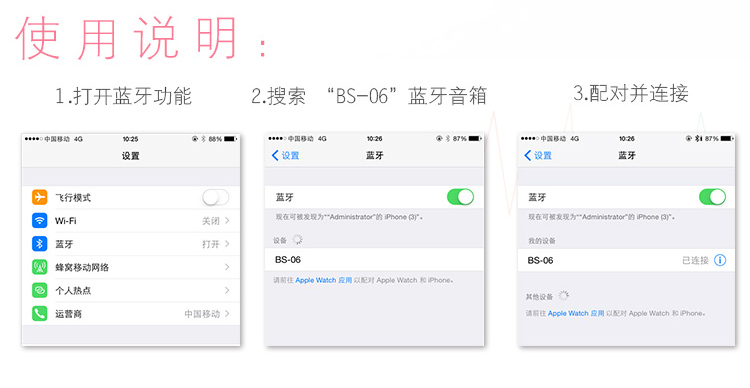 使用说明：
1.打开蓝牙功能
2.搜索 “BS-06”蓝牙音箱
3.配对并连接
中国移动 4G 10:25 88%
设置
飞行模式
Wi-Fi 关闭
蓝牙 打开
蜂窝移动网络
个人热点
运营商 中国移动
中国移动 4G 10:26 87%
设置 蓝牙
蓝牙
现在可被发现为“"Administrator"的 iPhone (3)”。
设备
BS-06
请前往 Apple Watch 应用 以配对 Apple Watch 和 iPhone。
中国移动 4G 10:26 87%
设置 蓝牙
蓝牙
现在可被发现为“"Administrator"的 iPhone (3)”。
我的设备
BS-06 已连接
其他设备
请前往 Apple Watch 应用 以配对 Apple Watch 和 iPhone。